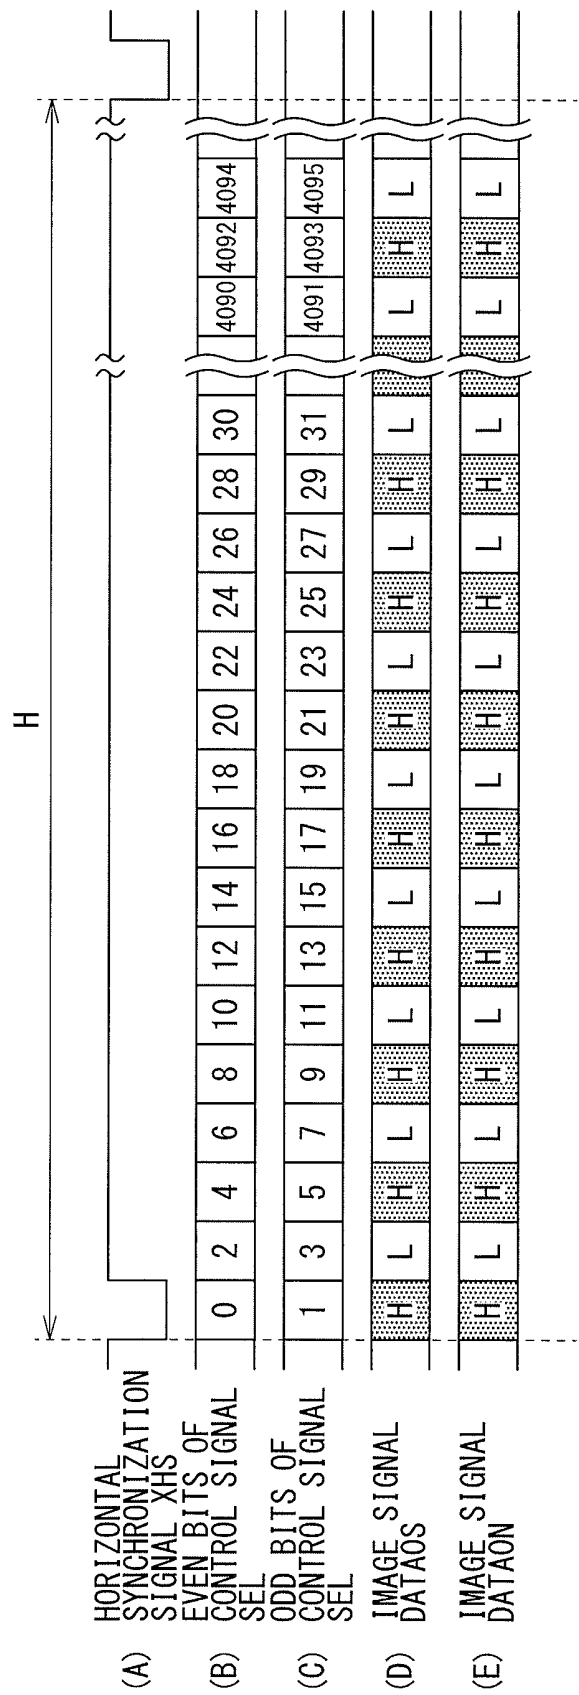 H
(A) HORIZONTAL
SYNCHRONIZATION
SIGNAL XHS
(B) EVEN BITS OF
CONTROL SIGNAL
SEL
0 2 4 6 8 10 12 14 16 18 20 22 24 26 28 30 4090 4092 4094
(C) ODD BITS OF
CONTROL SIGNAL
SEL
1 3 5 7 9 11 13 15 17 19 21 23 25 27 29 31 4091 4093 4095
(D) IMAGE SIGNAL
DATAOS
H L H L H L H L H L H L H L H L L H L
(E) IMAGE SIGNAL
DATAON
H L H L H L H L H L H L H L H L L H L